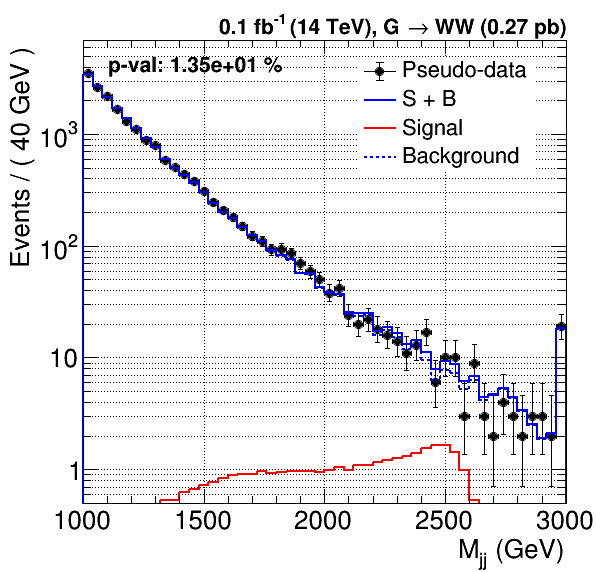 0.1 fb⁻¹ (14 TeV), G → WW (0.27 pb)
p-val: 1.35e+01 %
Pseudo-data
S + B
Signal
Background
Events / ( 40 GeV )
10³
10²
10
1
1000 1500 2000 2500 3000
M_jj (GeV)